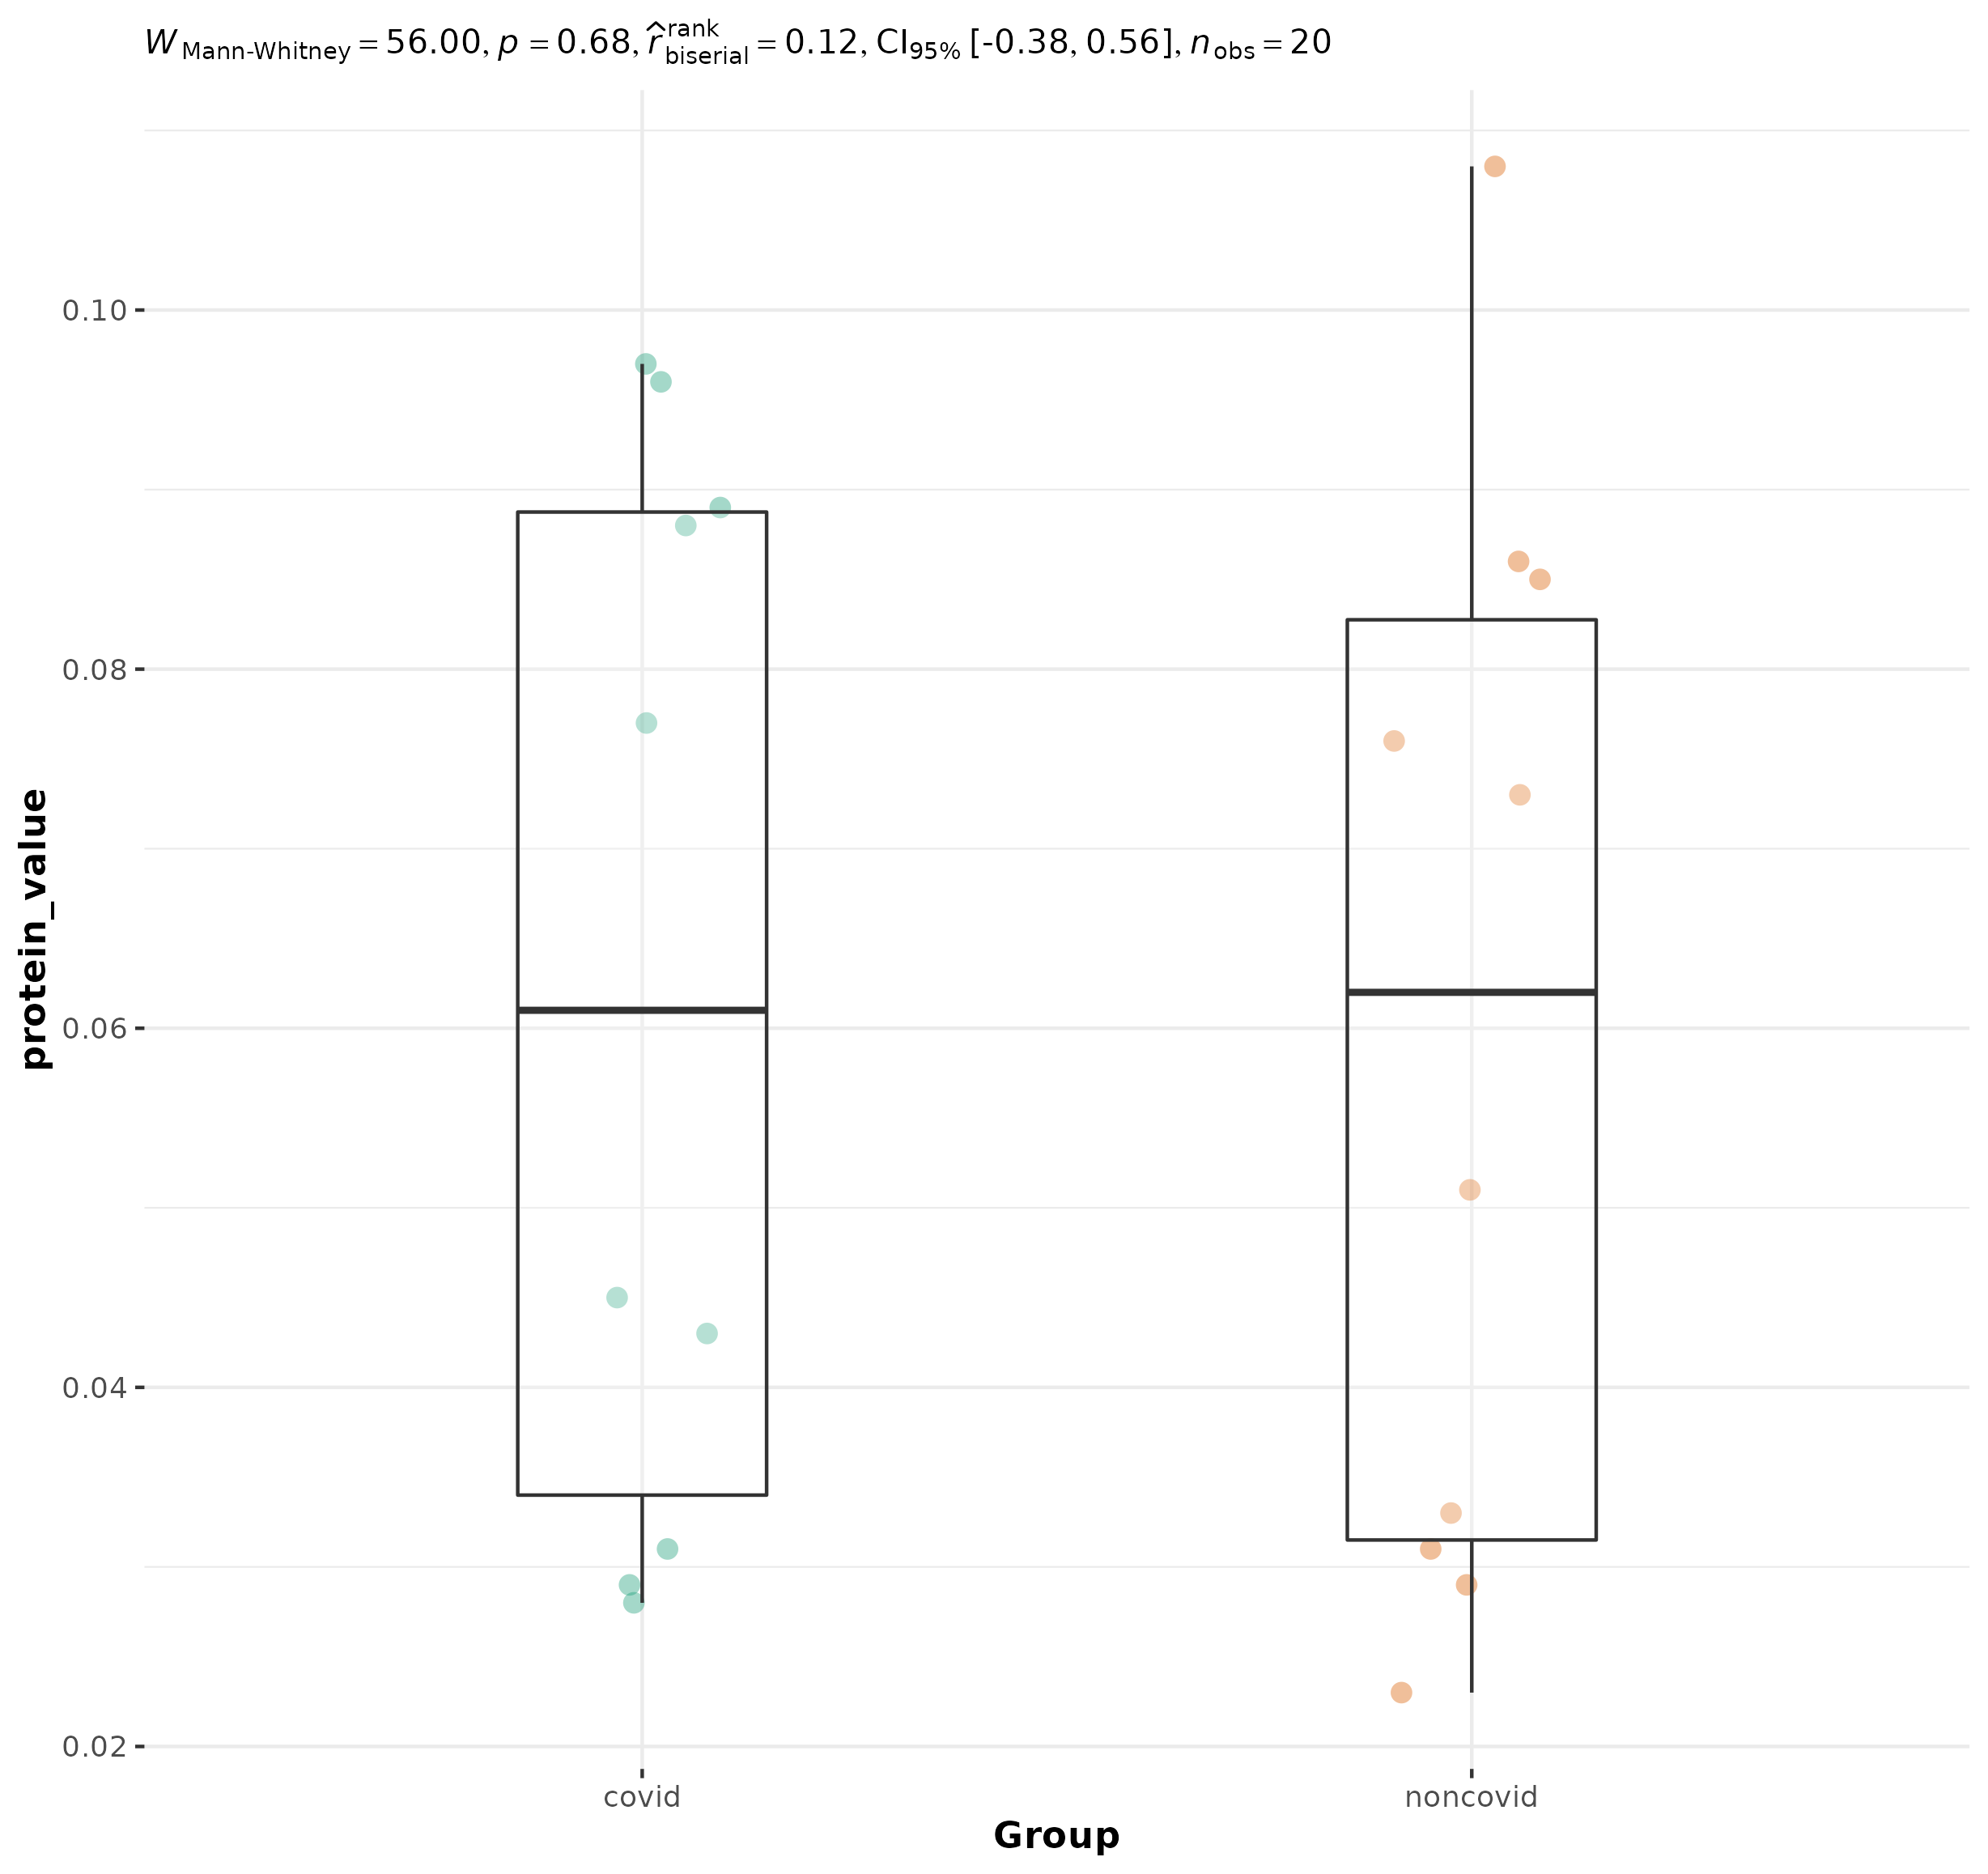 W Mann-Whitney = 56.00, p = 0.68, r̂ rank biserial = 0.12, CI95% [-0.38, 0.56], nobs = 20
protein_value
0.10
0.08
0.06
0.04
0.02
covid noncovid
Group